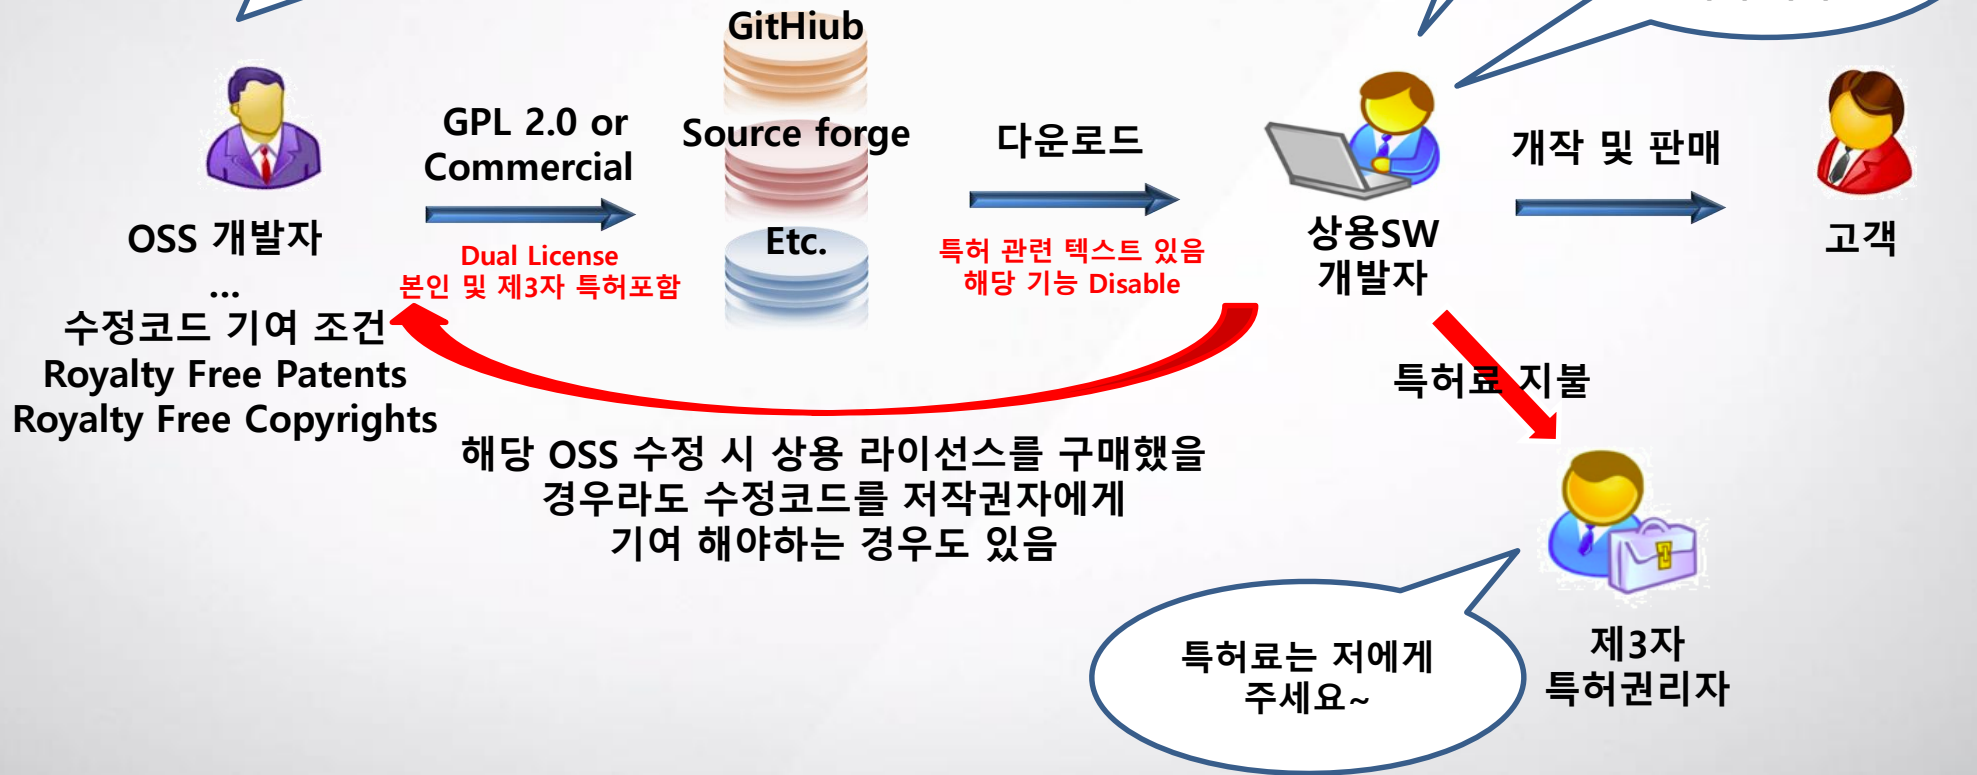 GitHiub
Source forge
Etc.
GPL 2.0 or
Commercial
Dual License
본인 및 제3자 특허포함
다운로드
특허 관련 텍스트 있음
해당 기능 Disable
개작 및 판매
OSS 개발자
...
수정코드 기여 조건
Royalty Free Patents
Royalty Free Copyrights
상용SW
개발자
고객
특허료 지불
해당 OSS 수정 시 상용 라이선스를 구매했을
경우라도 수정코드를 저작권자에게
기여 해야하는 경우도 있음
특허료는 저에게
주세요~
제3자
특허권리자